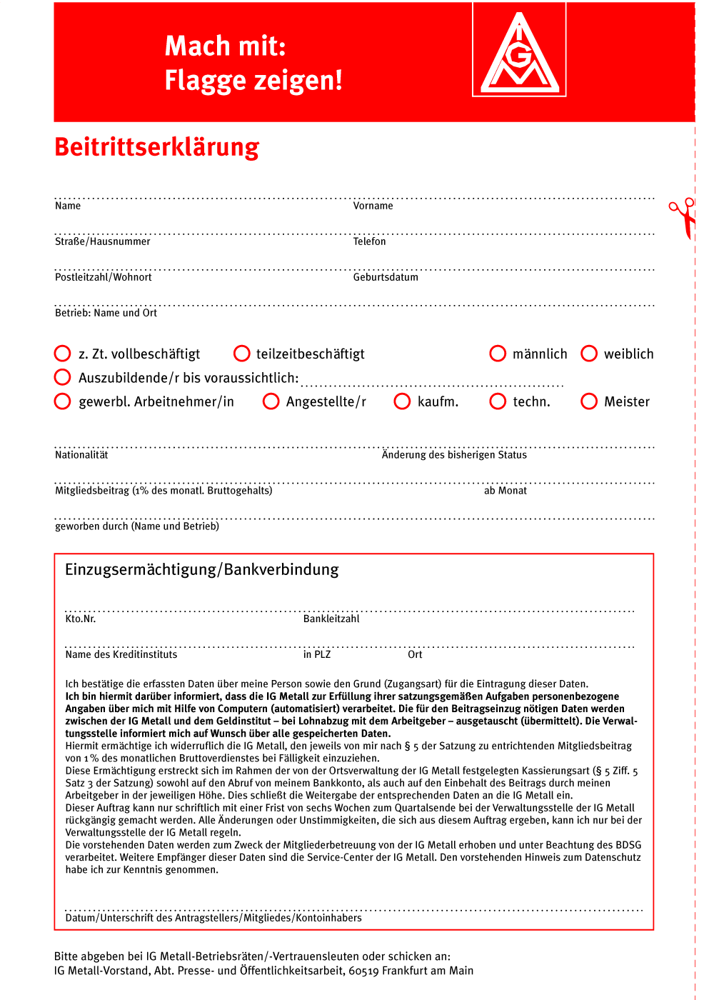 Mach mit:
Flagge zeigen!
IGM
Beitrittserklärung
Name Vorname
Straße/Hausnummer Telefon
Postleitzahl/Wohnort Geburtsdatum
Betrieb: Name und Ort
z. Zt. vollbeschäftigt teilzeitbeschäftigt männlich weiblich
Auszubildende/r bis voraussichtlich:
gewerbl. Arbeitnehmer/in Angestellte/r kaufm. techn. Meister
Nationalität Änderung des bisherigen Status
Mitgliedsbeitrag (1% des monatl. Bruttogehalts) ab Monat
geworben durch (Name und Betrieb)
Einzugsermächtigung/Bankverbindung
Kto.Nr. Bankleitzahl
Name des Kreditinstituts in PLZ Ort
Ich bestätige die erfassten Daten über meine Person sowie den Grund (Zugangsart) für die Eintragung dieser Daten.
Ich bin hiermit darüber informiert, dass die IG Metall zur Erfüllung ihrer satzungsgemäßen Aufgaben personenbezogene
Angaben über mich mit Hilfe von Computern (automatisiert) verarbeitet. Die für den Beitragseinzug nötigen Daten werden
zwischen der IG Metall und dem Geldinstitut – bei Lohnabzug mit dem Arbeitgeber – ausgetauscht (übermittelt). Die Verwal-
tungsstelle informiert mich auf Wunsch über alle gespeicherten Daten.
Hiermit ermächtige ich widerruflich die IG Metall, den jeweils von mir nach § 5 der Satzung zu entrichtenden Mitgliedsbeitrag
von 1% des monatlichen Bruttoverdienstes bei Fälligkeit einzuziehen.
Diese Ermächtigung erstreckt sich im Rahmen der von der Ortsverwaltung der IG Metall festgelegten Kassierungsart (§ 5 Ziff. 5
Satz 3 der Satzung) sowohl auf den Abruf von meinem Bankkonto, als auch auf den Einbehalt des Beitrags durch meinen
Arbeitgeber in der jeweiligen Höhe. Dies schließt die Weitergabe der entsprechenden Daten an die IG Metall ein.
Dieser Auftrag kann nur schriftlich mit einer Frist von sechs Wochen zum Quartalsende bei der Verwaltungsstelle der IG Metall
rückgängig gemacht werden. Alle Änderungen oder Unstimmigkeiten, die sich aus diesem Auftrag ergeben, kann ich nur bei der
Verwaltungsstelle der IG Metall regeln.
Die vorstehenden Daten werden zum Zweck der Mitgliederbetreuung von der IG Metall erhoben und unter Beachtung des BDSG
verarbeitet. Weitere Empfänger dieser Daten sind die Service-Center der IG Metall. Den vorstehenden Hinweis zum Datenschutz
habe ich zur Kenntnis genommen.
Datum/Unterschrift des Antragstellers/Mitgliedes/Kontoinhabers
Bitte abgeben bei IG Metall-Betriebsräten/-Vertrauensleuten oder schicken an:
IG Metall-Vorstand, Abt. Presse- und Öffentlichkeitsarbeit, 60519 Frankfurt am Main